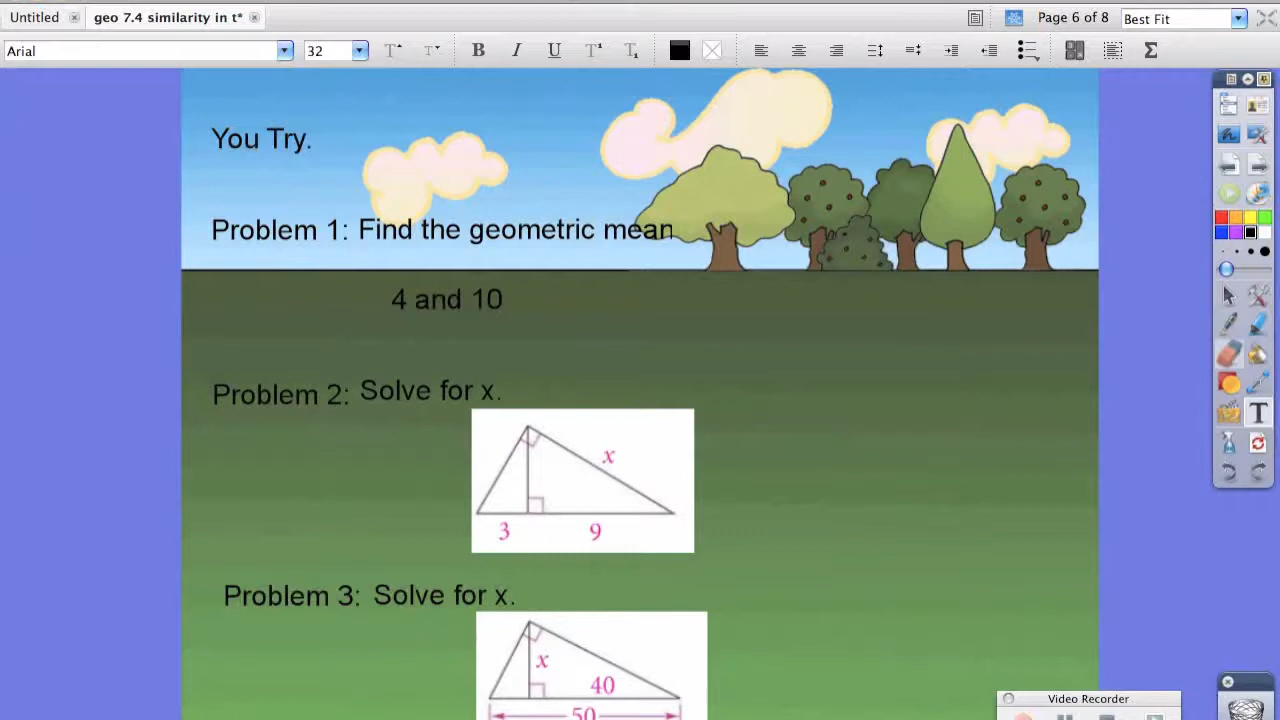 Untitled
geo 7.4 similarity in t*
Page 6 of 8
Best Fit
Arial
32
B I U T¹ T₁
Σ
You Try.
Problem 1: Find the geometric mean
4 and 10
Problem 2: Solve for x.
x
3 9
Problem 3: Solve for x.
x
40
50
T
Video Recorder